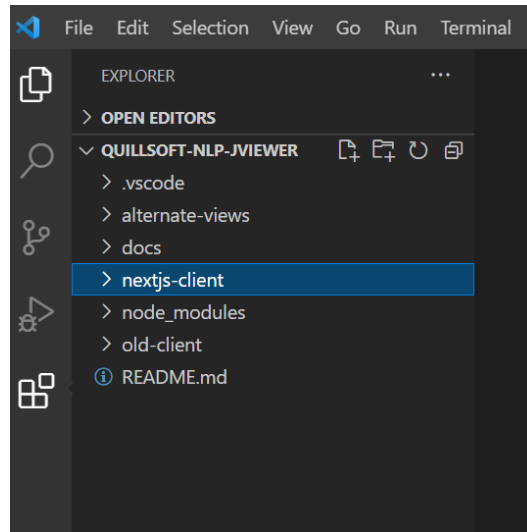 File Edit Selection View Go Run Terminal
EXPLORER ...
OPEN EDITORS
QUILLSOFT-NLP-JVIEWER
.vscode
alternate-views
docs
nextjs-client
node_modules
old-client
README.md